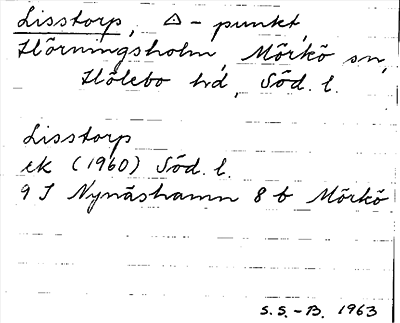 Lisstorp, △ - punkt,
Hörningsholm, Mörkö sn,
Hölebo hd, Söd. l.
Lisstorp
ek (1960) Söd. l.
9 I Nynäshamn 8 b Mörkö
S.S.-B. 1963